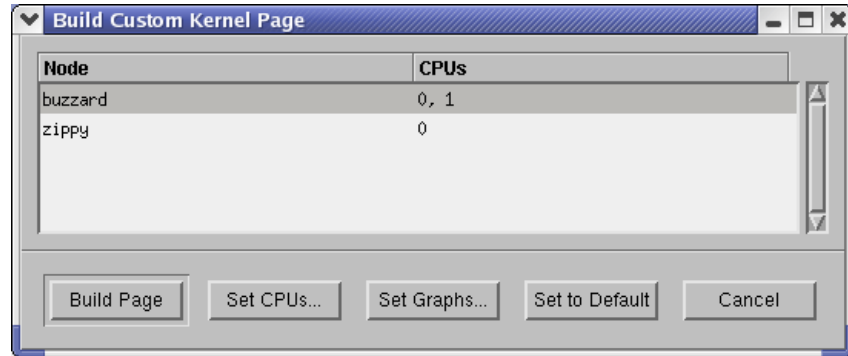 Build Custom Kernel Page
Node CPUs
buzzard 0, 1
zippy 0
Build Page Set CPUs... Set Graphs... Set to Default Cancel